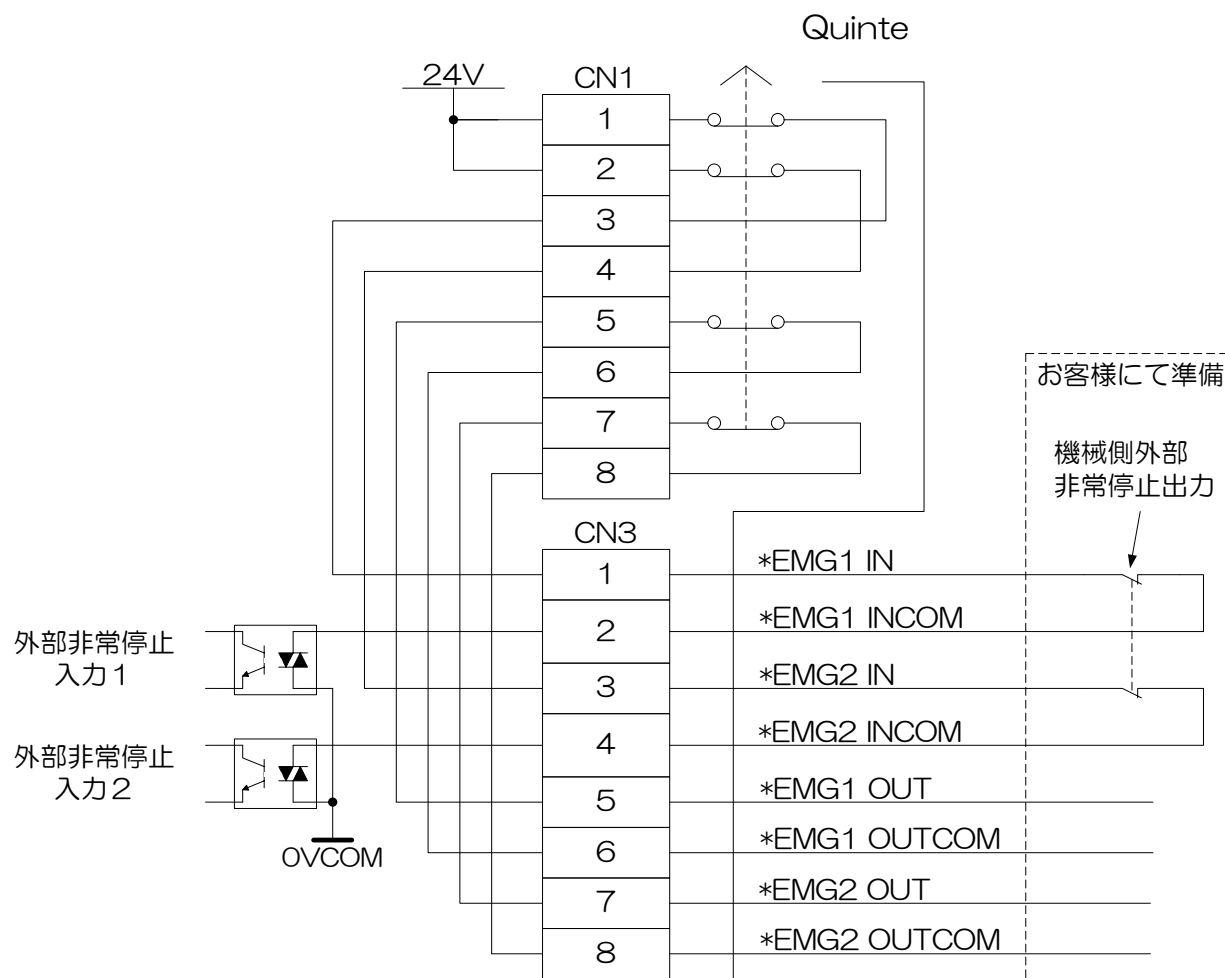 Quinte
24V
CN1
1
2
3
4
5
6
7
8
お客様にて準備
機械側外部
非常停止出力
CN3
1
*EMG1 IN
2
*EMG1 INCOM
3
*EMG2 IN
4
*EMG2 INCOM
5
*EMG1 OUT
6
*EMG1 OUTCOM
7
*EMG2 OUT
8
*EMG2 OUTCOM
外部非常停止
入力1
外部非常停止
入力2
0VCOM